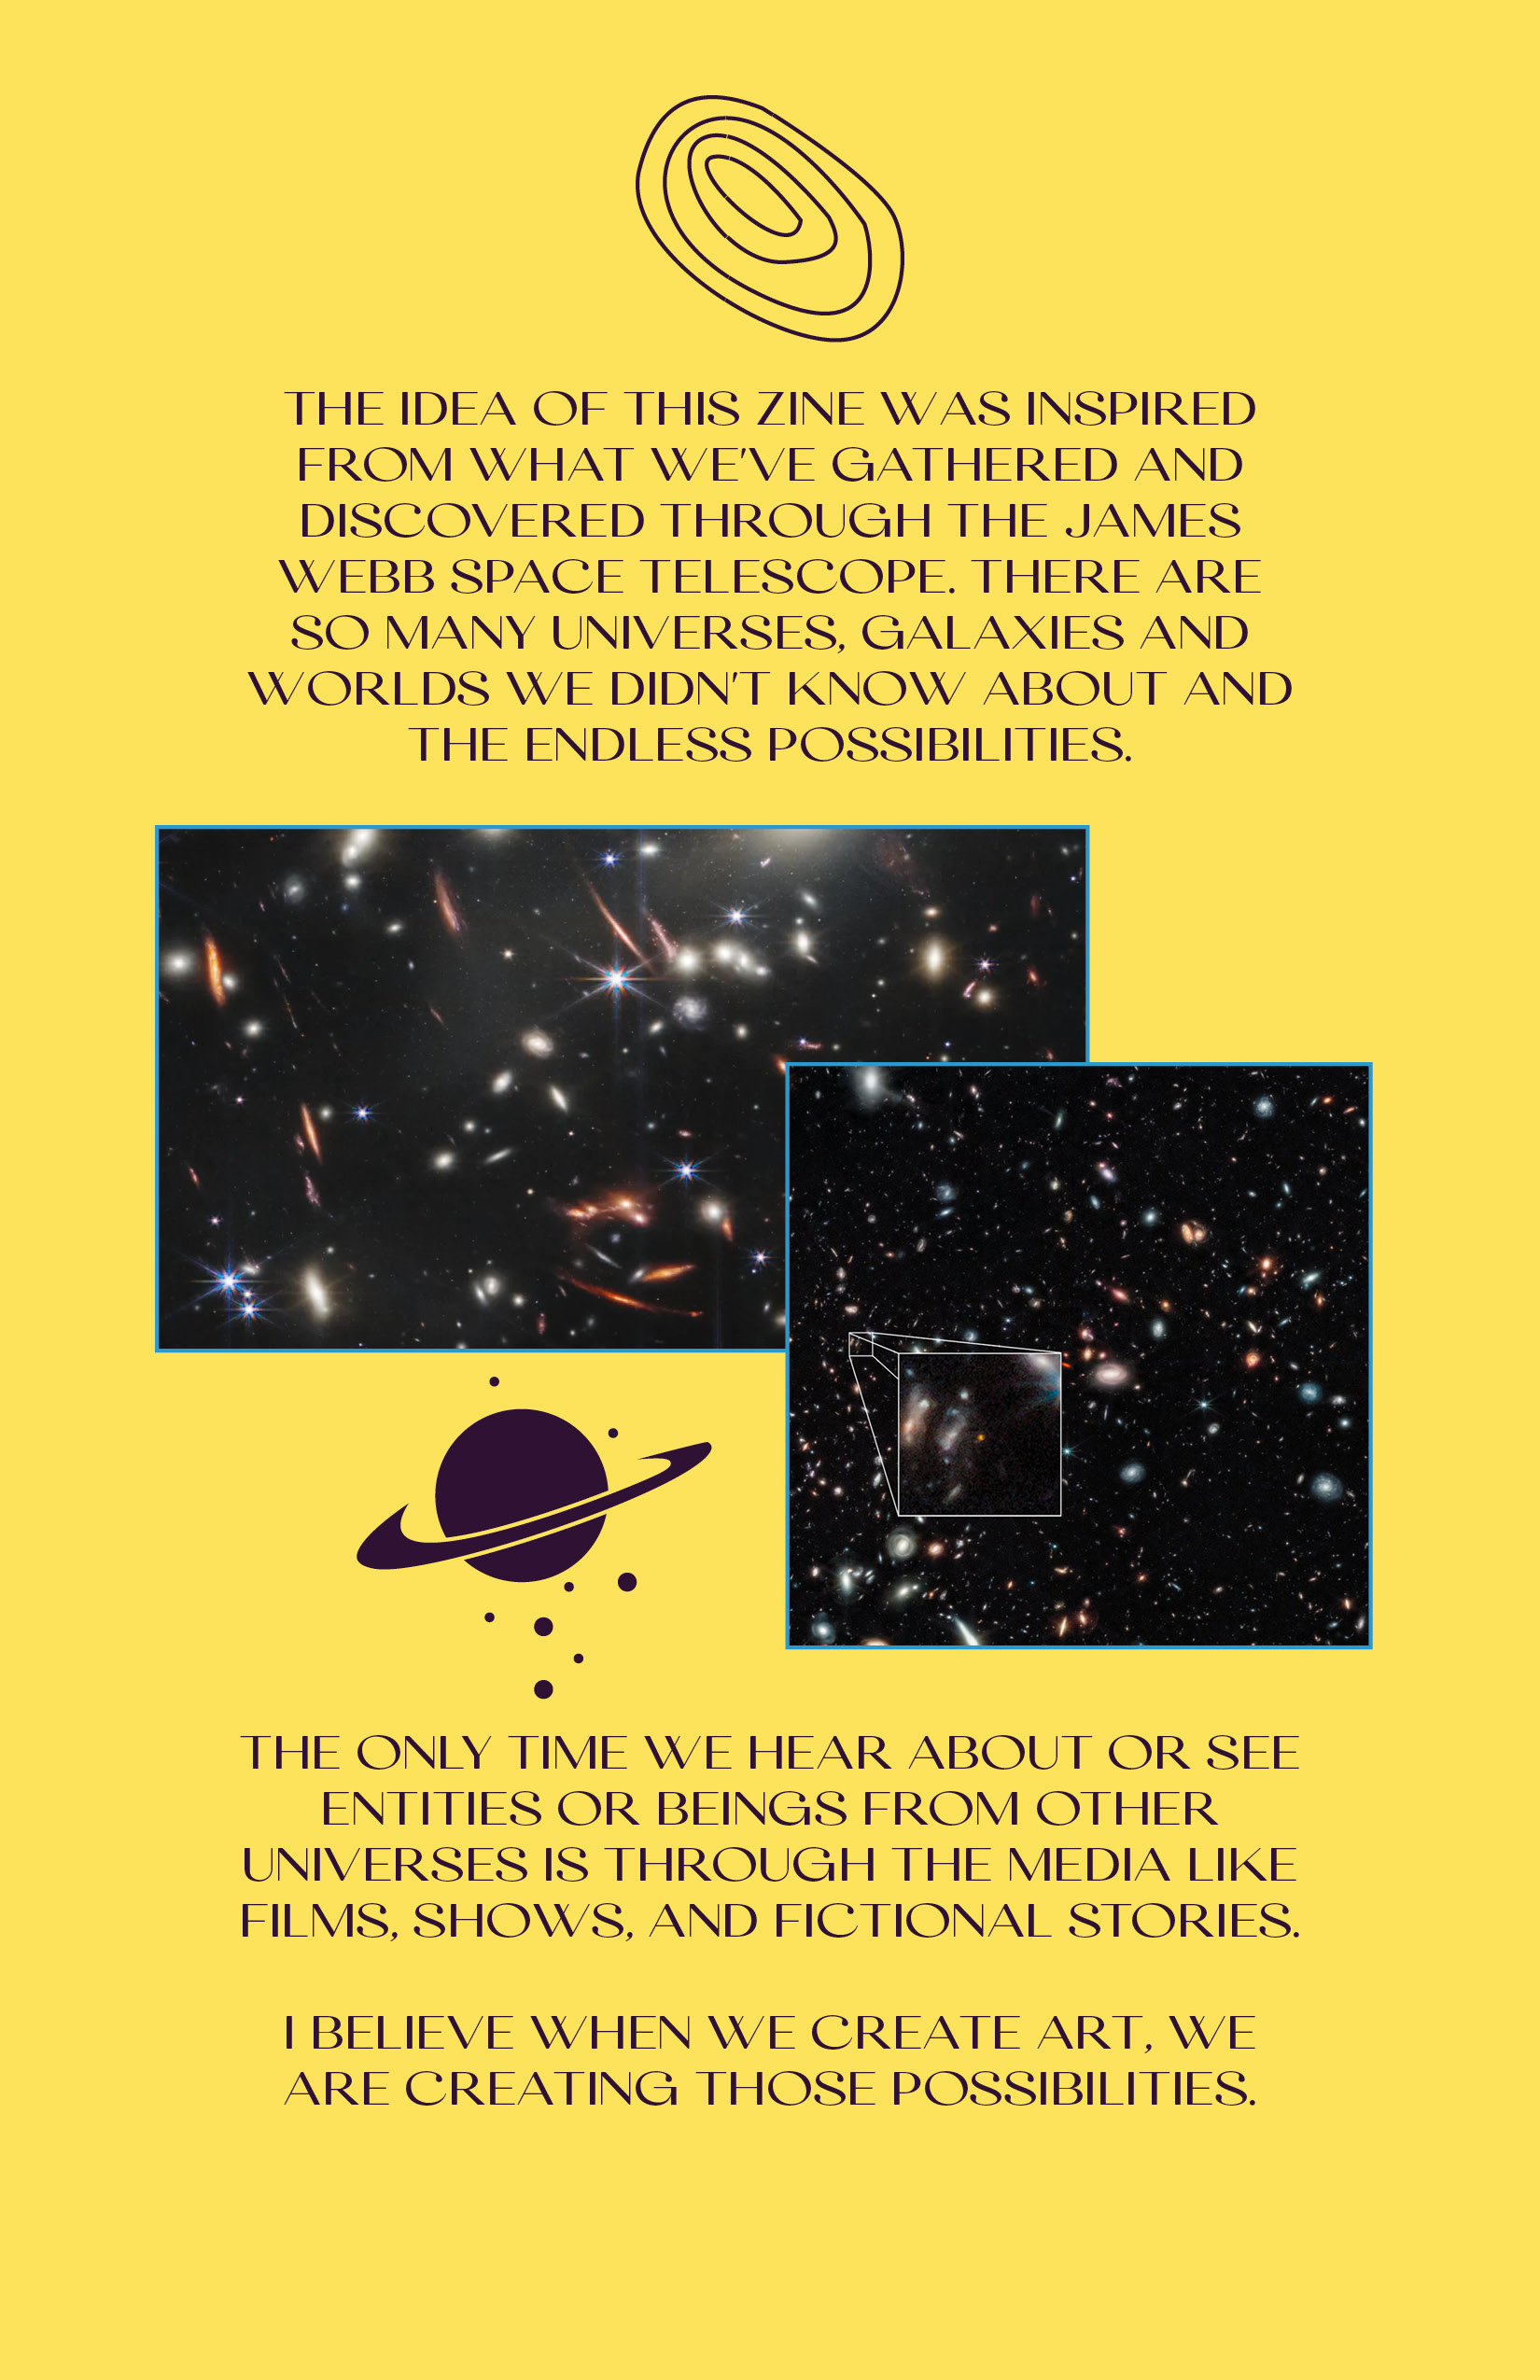 THE IDEA OF THIS ZINE WAS INSPIRED
FROM WHAT WE'VE GATHERED AND
DISCOVERED THROUGH THE JAMES
WEBB SPACE TELESCOPE. THERE ARE
SO MANY UNIVERSES, GALAXIES AND
WORLDS WE DIDN'T KNOW ABOUT AND
THE ENDLESS POSSIBILITIES.
THE ONLY TIME WE HEAR ABOUT OR SEE
ENTITIES OR BEINGS FROM OTHER
UNIVERSES IS THROUGH THE MEDIA LIKE
FILMS, SHOWS, AND FICTIONAL STORIES.
I BELIEVE WHEN WE CREATE ART, WE
ARE CREATING THOSE POSSIBILITIES.